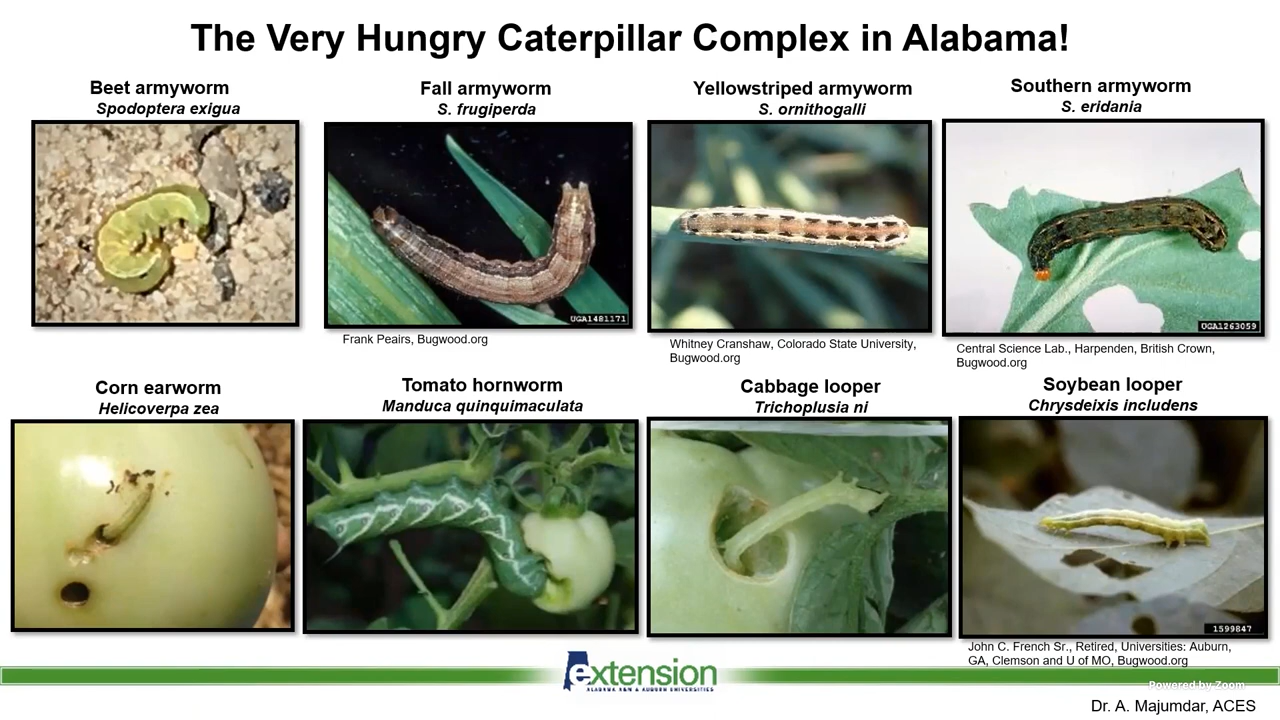 The Very Hungry Caterpillar Complex in Alabama!
Beet armyworm
Spodoptera exigua
Fall armyworm
S. frugiperda
Yellowstriped armyworm
S. ornithogalli
Southern armyworm
S. eridania
UGA1481171
UGA1263059
Frank Peairs, Bugwood.org
Whitney Cranshaw, Colorado State University,
Bugwood.org
Central Science Lab., Harpenden, British Crown,
Bugwood.org
Corn earworm
Helicoverpa zea
Tomato hornworm
Manduca quinquimaculata
Cabbage looper
Trichoplusia ni
Soybean looper
Chrysdeixis includens
1599847
John C. French Sr., Retired, Universities: Auburn,
GA, Clemson and U of MO, Bugwood.org
extension
ALABAMA A&M & AUBURN UNIVERSITIES
Powered by Zoom
Dr. A. Majumdar, ACES